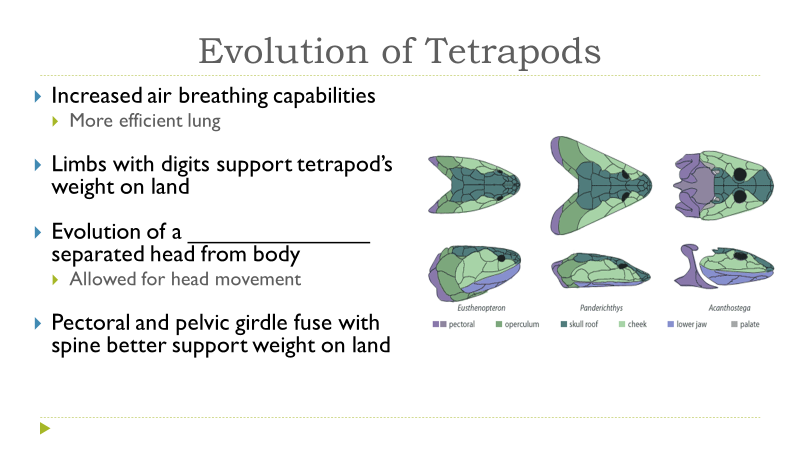 Evolution of Tetrapods
Increased air breathing capabilities
More efficient lung
Limbs with digits support tetrapod's
weight on land
Evolution of a _______________
separated head from body
Allowed for head movement
Pectoral and pelvic girdle fuse with
spine better support weight on land
Eusthenopteron Panderichthys Acanthostega
pectoral operculum skull roof cheek lower jaw palate